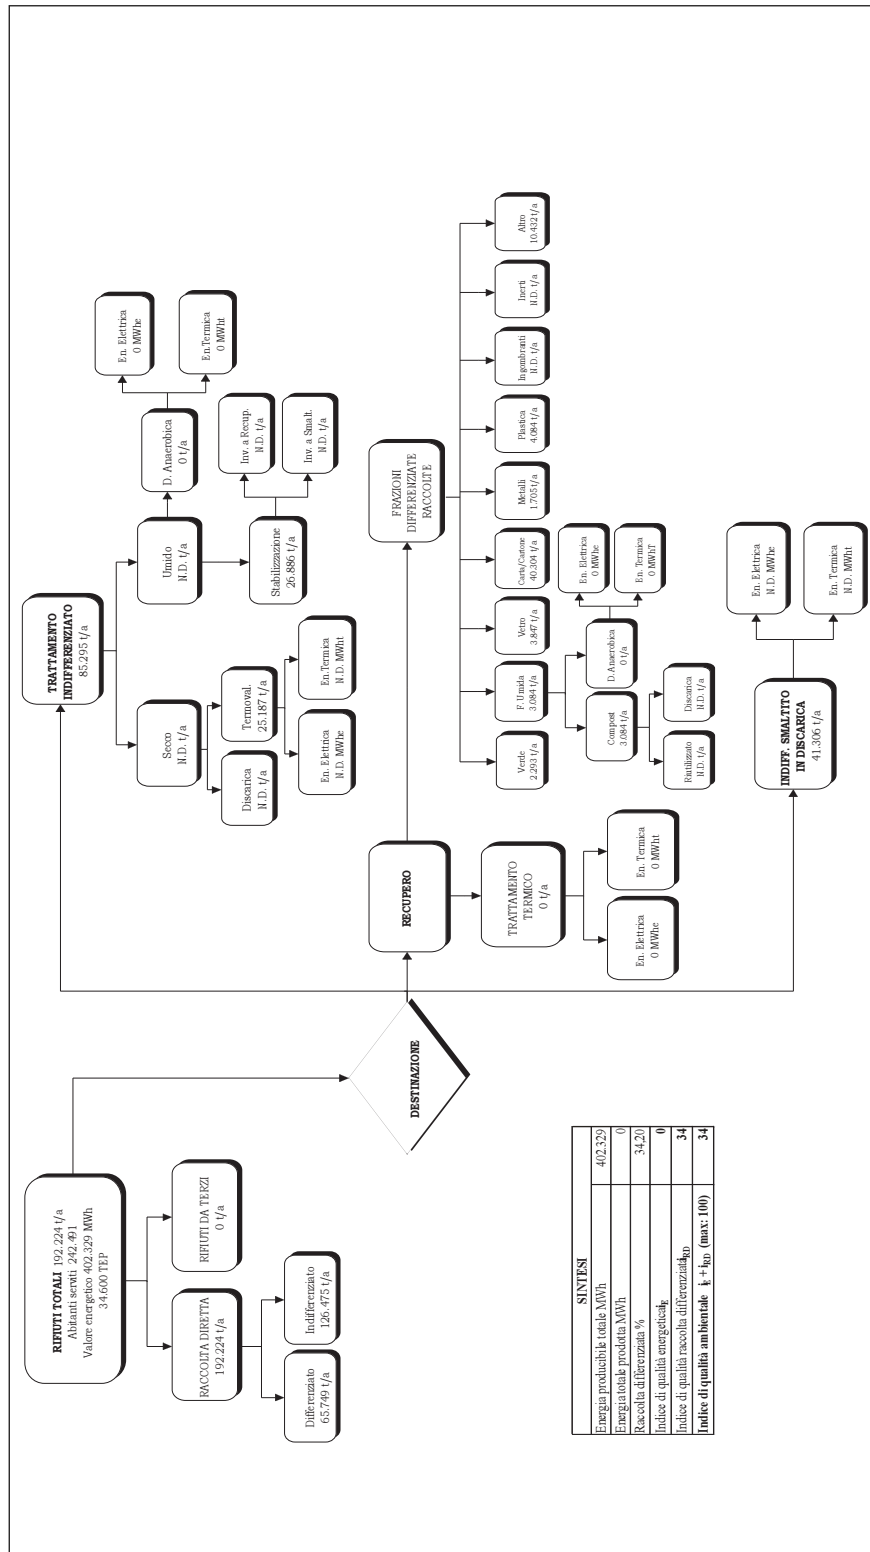 RIFIUTI TOTALI 192.224 t/a
Abitanti serviti 242.491
Valore energetico 402.329 MWh
34.600 TEP
RACCOLTA DIRETTA
192.224 t/a
RIFIUTI DA TERZI
0 t/a
Differenziato
65.749 t/a
Indifferenziato
126.475 t/a
DESTINAZIONE
TRATTAMENTO
INDIFFERENZIATO
85.295 t/a
Secco
N.D. t/a
Umido
N.D. t/a
Discarica
N.D. t/a
Termoval.
25.187 t/a
En. Elettrica
N.D. MWhe
En.Termica
N.D. MWht
D. Anaerobica
0 t/a
En. Elettrica
0 MWhe
En.Termica
0 MWht
Stabilizzazione
26.886 t/a
Inv. a Recup.
N.D. t/a
Inv. a Smalt.
N.D. t/a
RECUPERO
TRATTAMENTO
TERMICO
0 t/a
En. Elettrica
0 MWhe
En. Termica
0 MWht
FRAZIONI
DIFFERENZIATE
RACCOLTE
Verde
2.293 t/a
F. Umida
3.084 t/a
Vetro
3.847 t/a
Carta/Cartone
40.304 t/a
Metalli
1.705 t/a
Plastica
4.084 t/a
Ingombranti
N.D. t/a
Inerti
N.D. t/a
Altro
10.432 t/a
Compost
3.084 t/a
D. Anaerobica
0 t/a
Riutilizzato
N.D. t/a
Discarica
N.D. t/a
En. Elettrica
0 MWhe
En. Termica
0 MWhT
INDIFF. SMALTITO
IN DISCARICA
41.306 t/a
En. Elettrica
N.D. MWhe
En. Termica
N.D. MWht
SINTESI
Energia producibile totale MWh 402.329
Energia totale prodotta MWh 0
Raccolta differenziata % 34,20
Indice di qualità energetica iE 0
Indice di qualità raccolta differenziata iRD 34
Indice di qualità ambientale iE + iRD (max: 100) 34